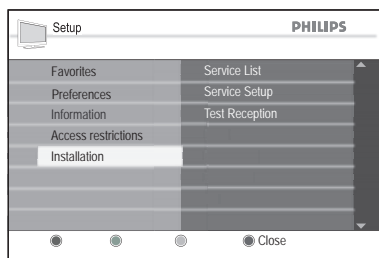 Setup
PHILIPS
Favorites
Service List
Preferences
Service Setup
Information
Test Reception
Access restrictions
Installation
Close